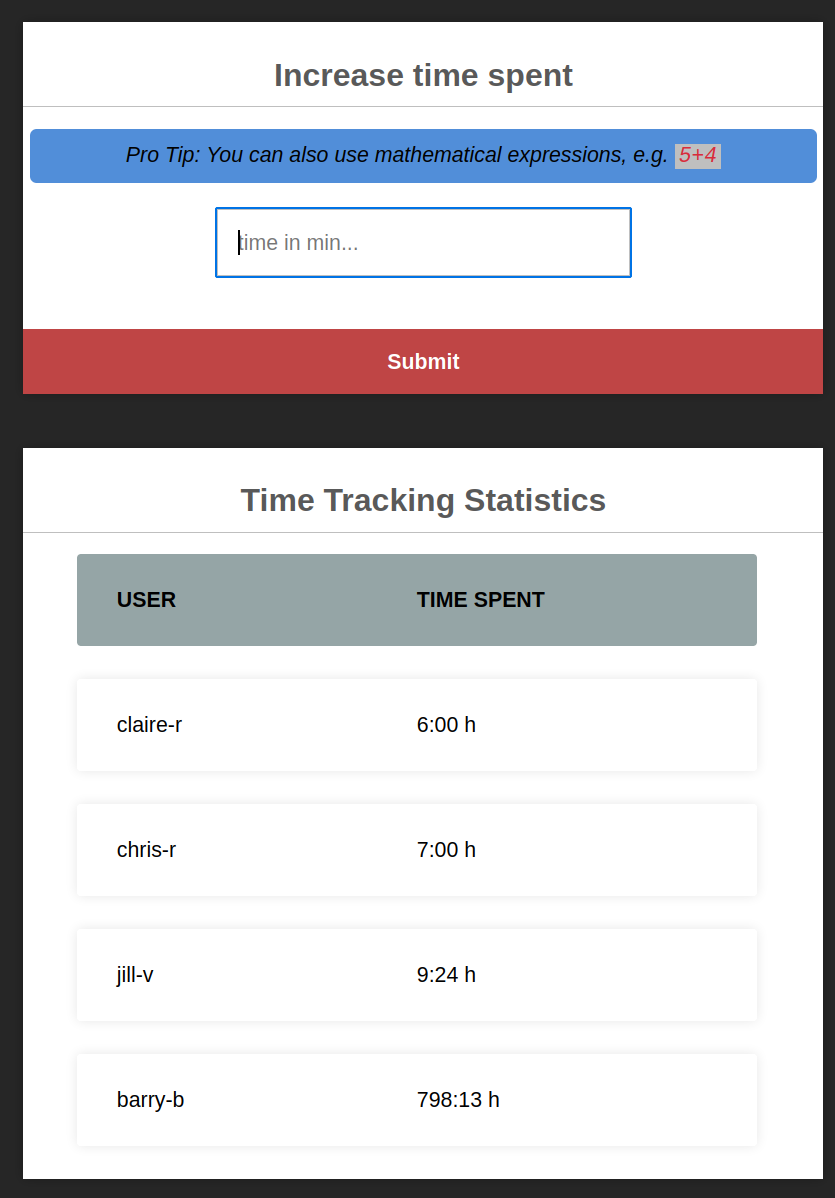 Increase time spent
Pro Tip: You can also use mathematical expressions, e.g. 5+4
time in min...
Submit
Time Tracking Statistics
USER TIME SPENT
claire-r 6:00 h
chris-r 7:00 h
jill-v 9:24 h
barry-b 798:13 h